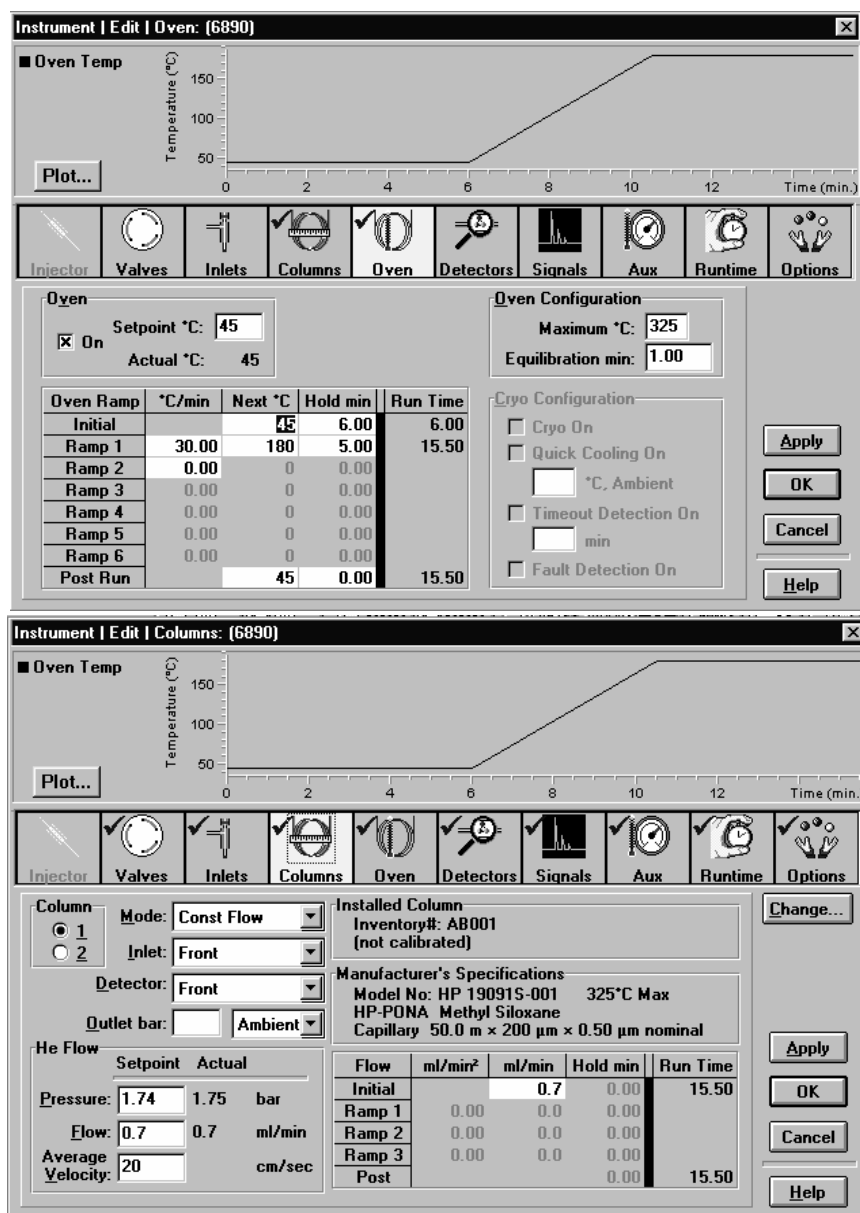 Instrument | Edit | Oven: (6890)
Oven Temp
Temperature (°C)
150
100
50
Plot...
0 2 4 6 8 10 12 Time (min.)
Injector Valves Inlets Columns Oven Detectors Signals Aux Runtime Options
Oven
On
Setpoint °C: 45
Actual °C: 45
Oven Configuration
Maximum °C: 325
Equilibration min: 1.00
Oven Ramp °C/min Next °C Hold min Run Time
Initial 45 6.00 6.00
Ramp 1 30.00 180 5.00 15.50
Ramp 2 0.00 0 0.00
Ramp 3 0.00 0 0.00
Ramp 4 0.00 0 0.00
Ramp 5 0.00 0 0.00
Ramp 6 0.00 0 0.00
Post Run 45 0.00 15.50
Cryo Configuration
Cryo On
Quick Cooling On
°C, Ambient
Timeout Detection On
min
Fault Detection On
Apply
OK
Cancel
Help
Instrument | Edit | Columns: (6890)
Oven Temp
Temperature (°C)
150
100
50
Plot...
0 2 4 6 8 10 12 Time (min.
Injector Valves Inlets Columns Oven Detectors Signals Aux Runtime Options
Column
1
2
Mode: Const Flow
Inlet: Front
Detector: Front
Outlet bar: Ambient
Installed Column
Inventory#: AB001
(not calibrated)
Manufacturer's Specifications
Model No: HP 19091S-001 325°C Max
HP-PONA Methyl Siloxane
Capillary 50.0 m × 200 µm × 0.50 µm nominal
He Flow
Setpoint Actual
Pressure: 1.74 1.75 bar
Flow: 0.7 0.7 ml/min
Average
Velocity: 20 cm/sec
Flow ml/min² ml/min Hold min Run Time
Initial 0.7 0.00 15.50
Ramp 1 0.00 0.0 0.00
Ramp 2 0.00 0.0 0.00
Ramp 3 0.00 0.0 0.00
Post 0.00 15.50
Change...
Apply
OK
Cancel
Help